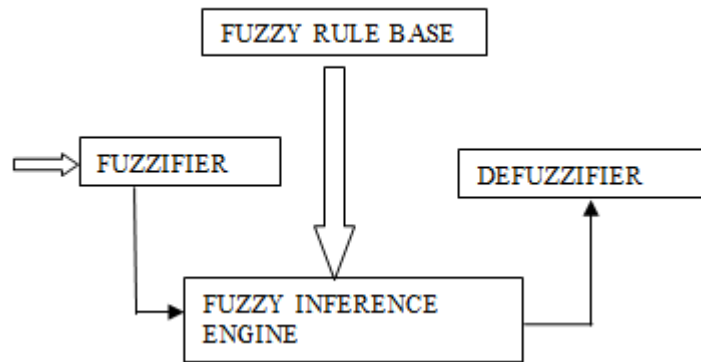 FUZZY RULE BASE
FUZZIFIER
DEFUZZIFIER
FUZZY INFERENCE
ENGINE